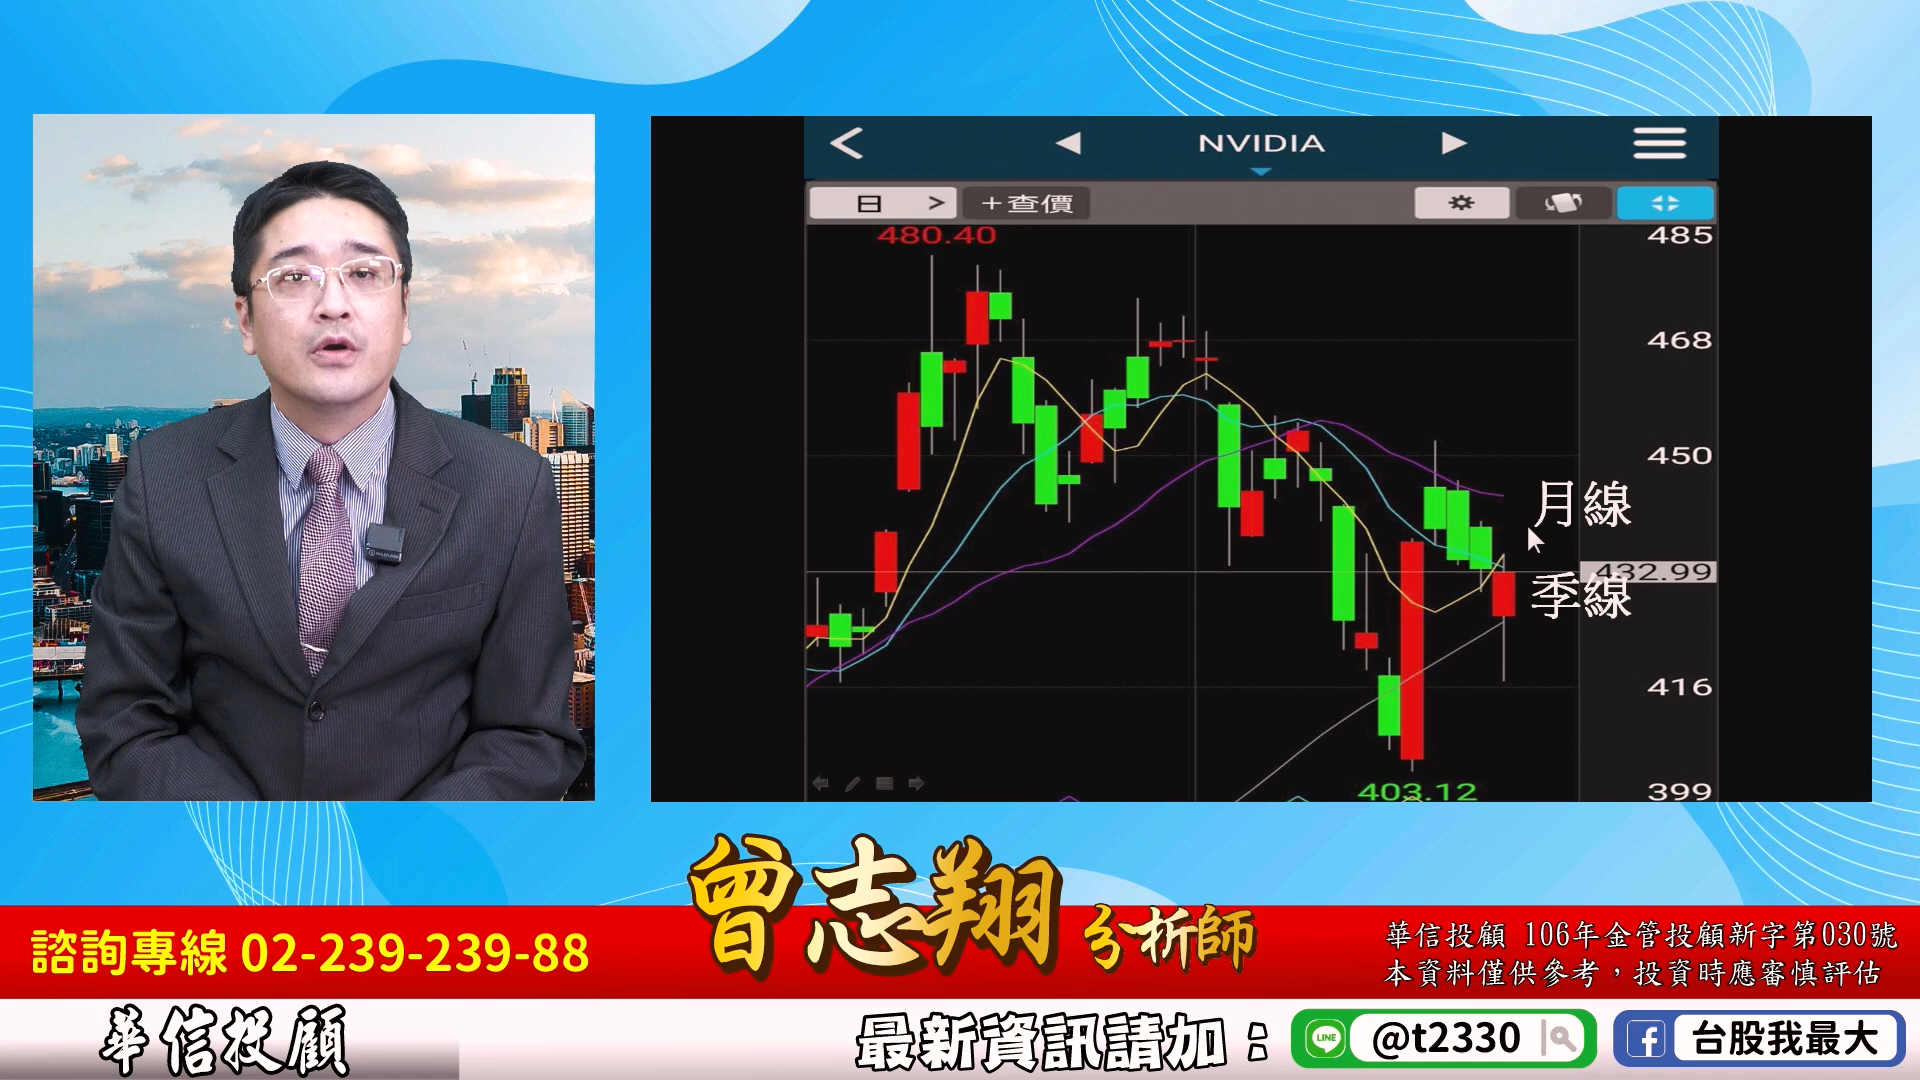 NVIDIA
日 >
+查價
480.40
485
468
450
月線
432.99
季線
416
403.12
399
曾志翔 分析師
諮詢專線 02-239-239-88
華信投顧 106年金管投顧新字第030號
本資料僅供參考，投資時應審慎評估
華信投顧
最新資訊請加：
LINE
@t2330
台股我最大